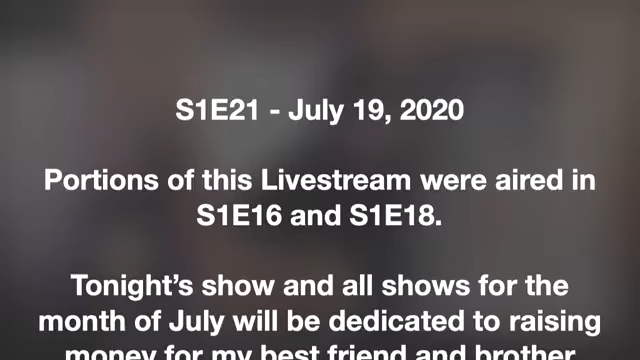 S1E21 - July 19, 2020
Portions of this Livestream were aired in
S1E16 and S1E18.
Tonight's show and all shows for the
month of July will be dedicated to raising
money for my best friend and brother